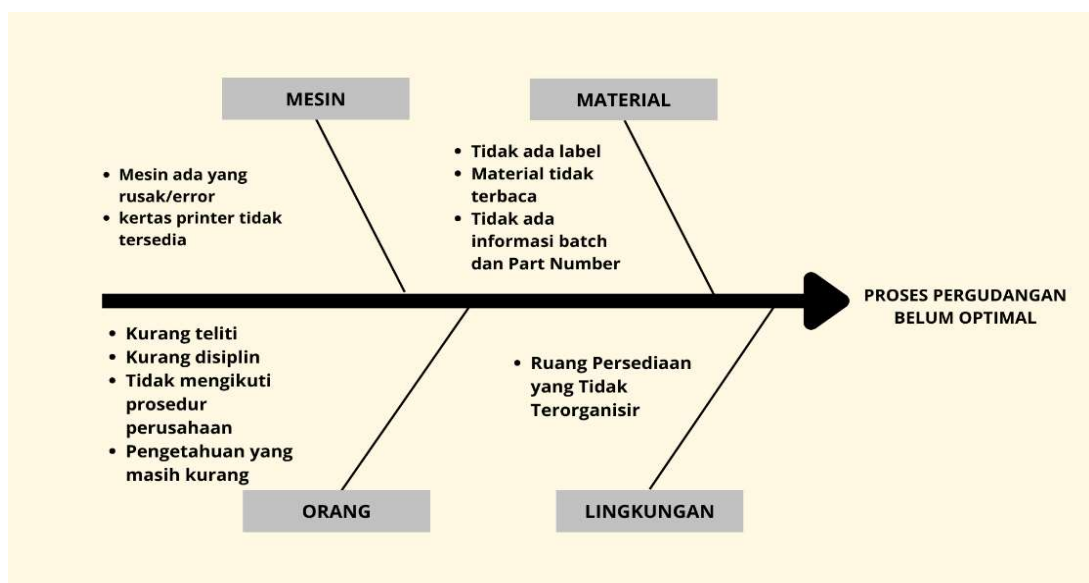 MESIN
MATERIAL
• Mesin ada yang
rusak/error
• kertas printer tidak
tersedia
• Tidak ada label
• Material tidak
terbaca
• Tidak ada
informasi batch
dan Part Number
PROSES PERGUDANGAN
BELUM OPTIMAL
• Kurang teliti
• Kurang disiplin
• Tidak mengikuti
prosedur
perusahaan
• Pengetahuan yang
masih kurang
• Ruang Persediaan
yang Tidak
Terorganisir
ORANG
LINGKUNGAN